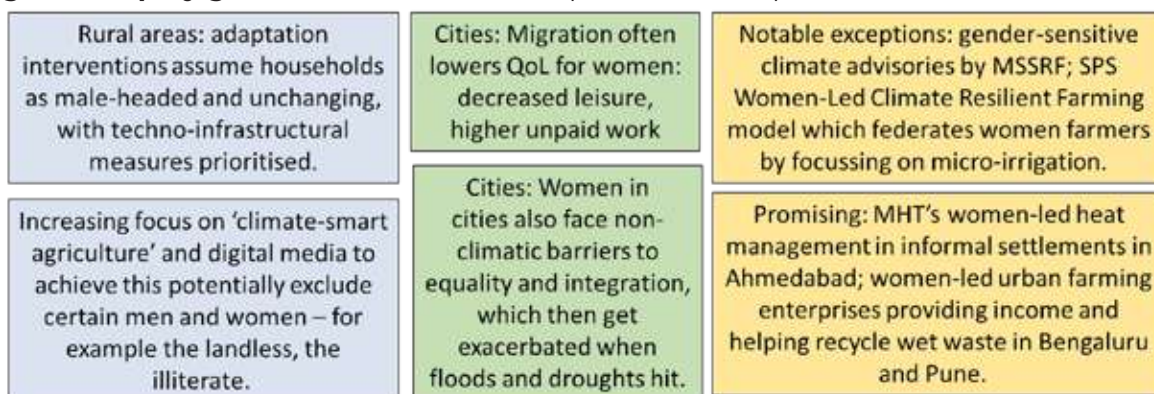 Rural areas: adaptation
interventions assume households
as male-headed and unchanging,
with techno-infrastructural
measures prioritised.
Increasing focus on ‘climate-smart
agriculture’ and digital media to
achieve this potentially exclude
certain men and women – for
example the landless, the
illiterate.
Cities: Migration often
lowers QoL for women:
decreased leisure,
higher unpaid work
Cities: Women in
cities also face non-
climatic barriers to
equality and integration,
which then get
exacerbated when
floods and droughts hit.
Notable exceptions: gender-sensitive
climate advisories by MSSRF; SPS
Women-Led Climate Resilient Farming
model which federates women farmers
by focussing on micro-irrigation.
Promising: MHT’s women-led heat
management in informal settlements in
Ahmedabad; women-led urban farming
enterprises providing income and
helping recycle wet waste in Bengaluru
and Pune.